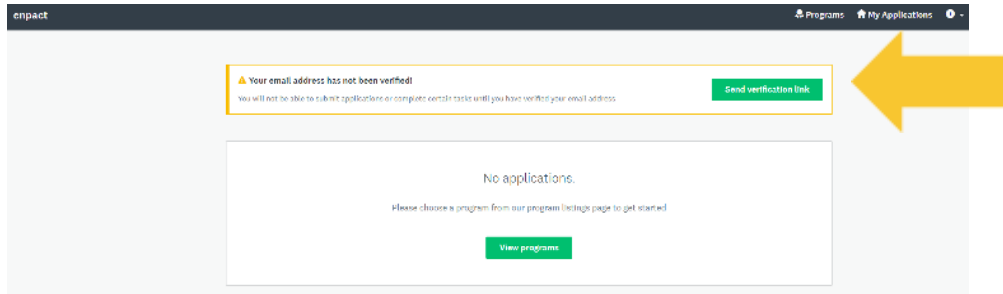 enpact
Programs My Applications
Your email address has not been verified!
You will not be able to submit applications or complete certain tasks until you have verified your email address
Send verification link
No applications.
Please choose a program from our program listings page to get started
View programs